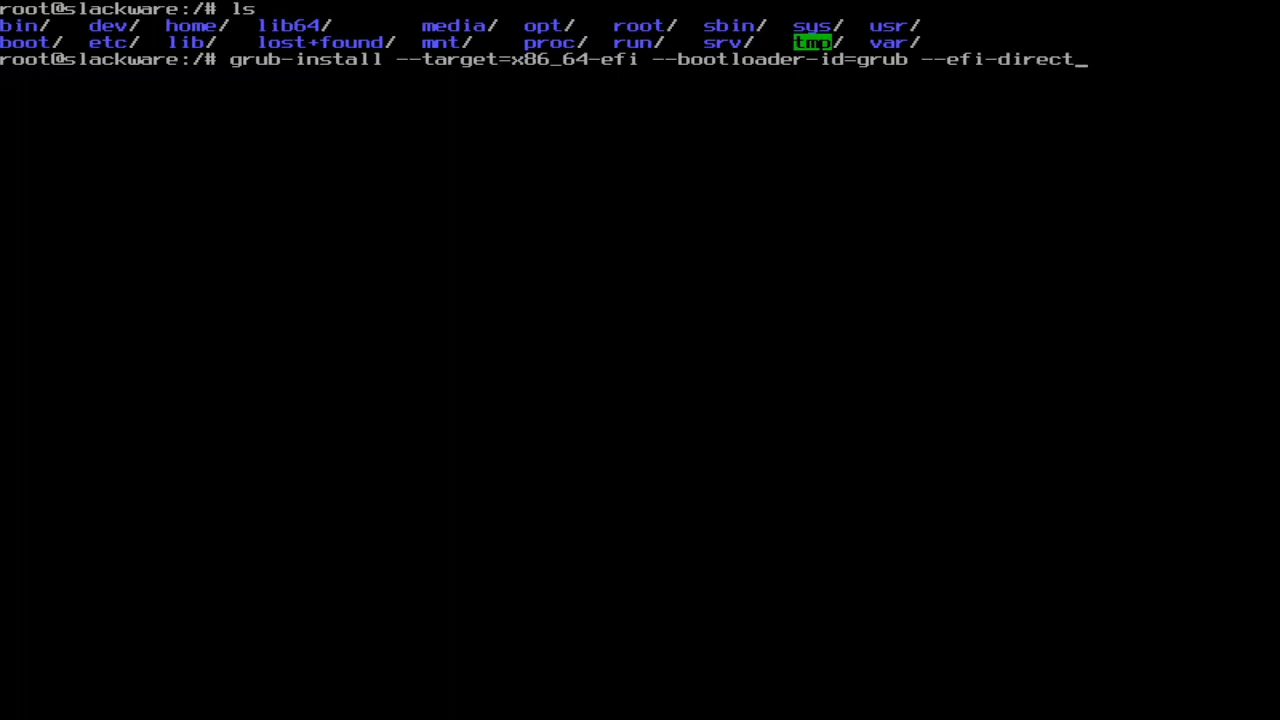 root@slackware:/# ls
bin/   dev/  home/  lib64/       media/  opt/   root/  sbin/  sys/  usr/
boot/  etc/  lib/   lost+found/  mnt/    proc/  run/   srv/   tmp/  var/
root@slackware:/# grub-install --target=x86_64-efi --bootloader-id=grub --efi-direct_